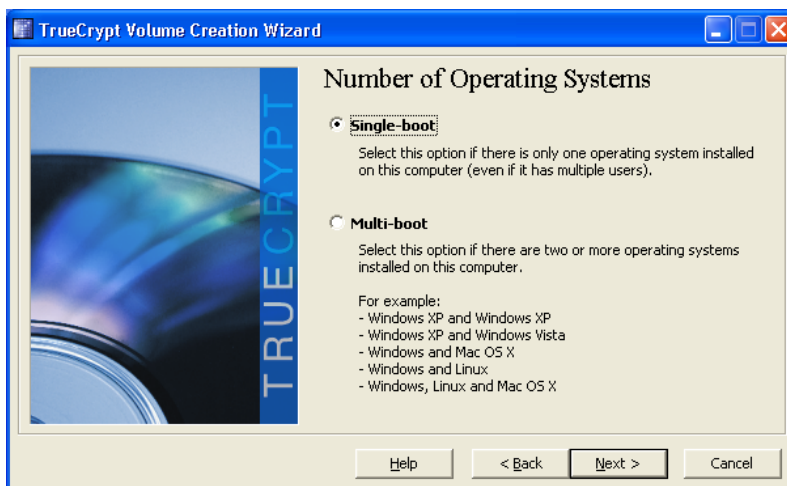 TrueCrypt Volume Creation Wizard
TRUECRYPT
Number of Operating Systems
Single-boot
Select this option if there is only one operating system installed
on this computer (even if it has multiple users).
Multi-boot
Select this option if there are two or more operating systems
installed on this computer.
For example:
- Windows XP and Windows XP
- Windows XP and Windows Vista
- Windows and Mac OS X
- Windows and Linux
- Windows, Linux and Mac OS X
Help
< Back
Next >
Cancel